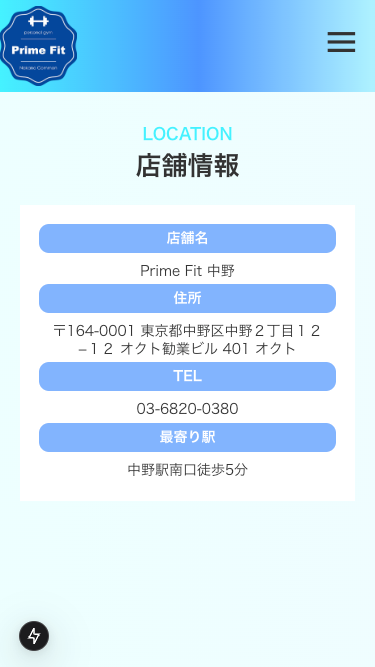 personal gym
Prime Fit
LOCATION
店舗情報
店舗名
Prime Fit 中野
住所
〒164-0001 東京都中野区中野２丁目１２
−１２ オクト勧業ビル 401 オクト
TEL
03-6820-0380
最寄り駅
中野駅南口徒歩5分